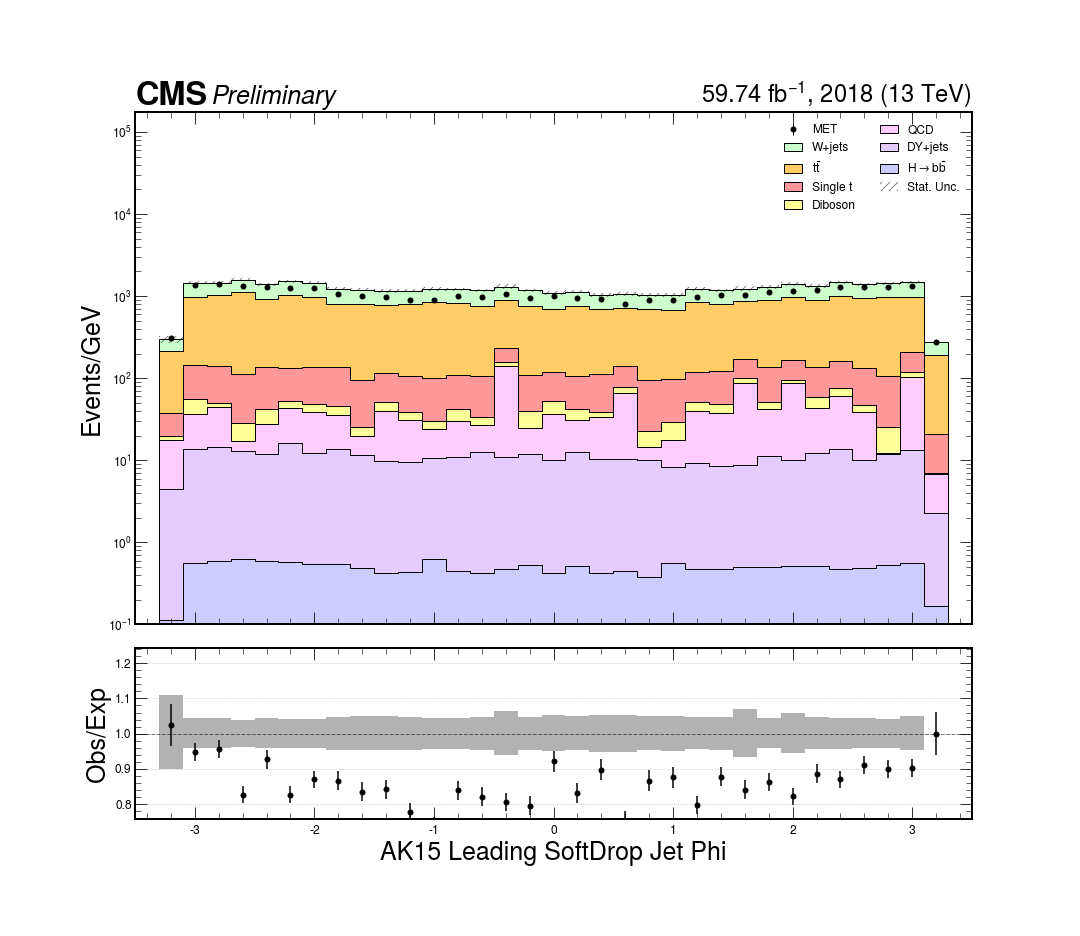 CMS Preliminary 59.74 fb⁻¹, 2018 (13 TeV)
MET QCD
W+jets DY+jets
tt̄ H→bb̄
Single t Stat. Unc.
Diboson
10⁵
10⁴
10³
10²
10¹
10⁰
10⁻¹
Events/GeV
1.2
1.1
1.0
0.9
0.8
Obs/Exp
-3 -2 -1 0 1 2 3
AK15 Leading SoftDrop Jet Phi